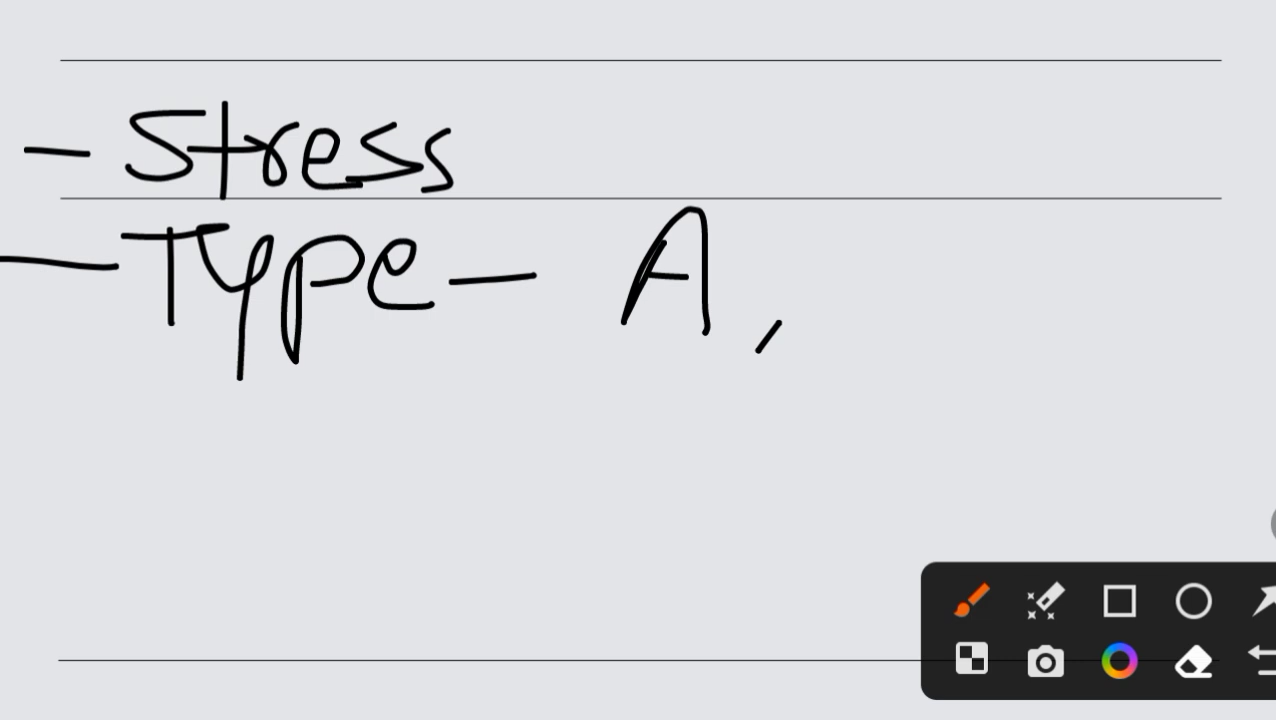 - Stress
- Type - A,